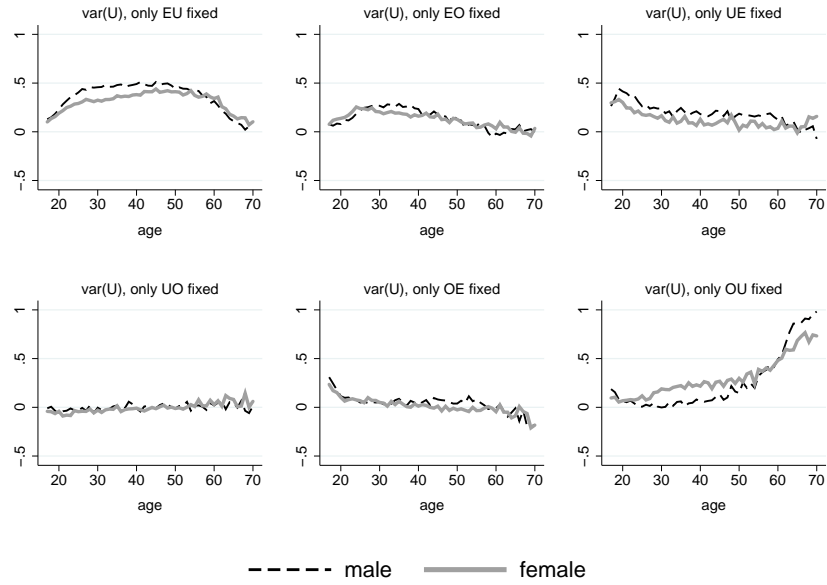 var(U), only EU fixed
var(U), only EO fixed
var(U), only UE fixed
1
.5
0
-.5
20 30 40 50 60 70
age
1
.5
0
-.5
20 30 40 50 60 70
age
1
.5
0
-.5
20 30 40 50 60 70
age
var(U), only UO fixed
var(U), only OE fixed
var(U), only OU fixed
1
.5
0
-.5
20 30 40 50 60 70
age
1
.5
0
-.5
20 30 40 50 60 70
age
1
.5
0
-.5
20 30 40 50 60 70
age
male female